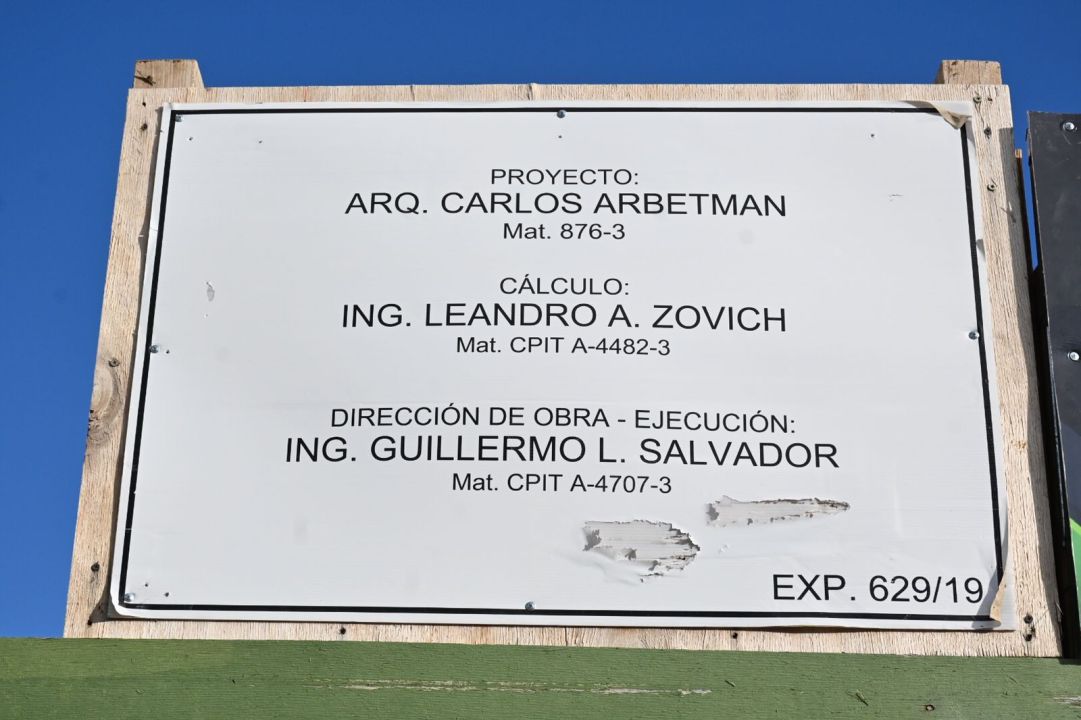 PROYECTO:
ARQ. CARLOS ARBETMAN
Mat. 876-3
CÁLCULO:
ING. LEANDRO A. ZOVICH
Mat. CPIT A-4482-3
DIRECCIÓN DE OBRA - EJECUCIÓN:
ING. GUILLERMO L. SALVADOR
Mat. CPIT A-4707-3
EXP. 629/19